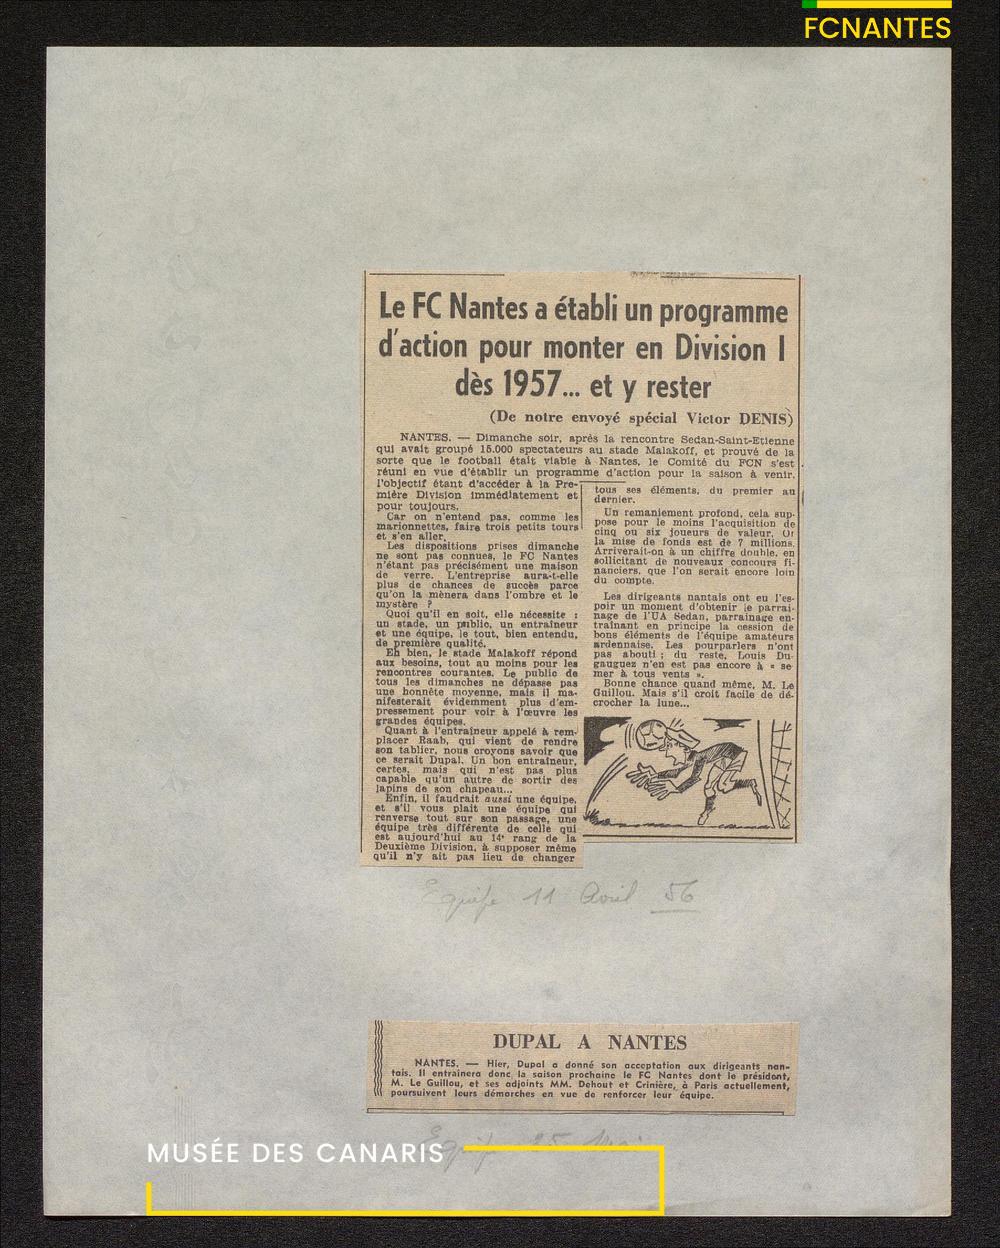 FCNANTES
Le FC Nantes a établi un programme
d'action pour monter en Division I
dès 1957... et y rester
(De notre envoyé spécial Victor DENIS)
NANTES. — Dimanche soir, après la rencontre Sedan-Saint-Etienne
qui avait groupé 15.000 spectateurs au stade Malakoff, et prouvé de la
sorte que le football était viable à Nantes, le Comité du FCN s'est
réuni en vue d'établir un programme d'action pour la saison à venir,
l'objectif étant d'accéder à la Pre-
mière Division immédiatement et
pour toujours.
Car on n'entend pas, comme les
marionnettes, faire trois petits tours
et s'en aller.
Les dispositions prises dimanche
ne sont pas connues, le FC Nantes
n'étant pas précisément une maison
de verre. L'entreprise aura-t-elle
plus de chances de succès parce
qu'on la mènera dans l'ombre et le
mystère ?
Quoi qu'il en soit, elle nécessite :
un stade, un public, un entraîneur
et une équipe, le tout, bien entendu,
de première qualité.
Eh bien, le stade Malakoff répond
aux besoins, tout au moins pour les
rencontres courantes. Le public de
tous les dimanches ne dépasse pas
une honnête moyenne, mais il ma-
nifesterait évidemment plus d'em-
pressement pour voir à l'œuvre les
grandes équipes.
Quant à l'entraîneur appelé à rem-
placer Raab, qui vient de rendre
son tablier, nous croyons savoir que
ce serait Dupal. Un bon entraîneur,
certes, mais qui n'est pas plus
capable qu'un autre de sortir des
lapins de son chapeau...
Enfin, il faudrait aussi une équipe,
et s'il vous plait une équipe qui
renverse tout sur son passage, une
équipe très différente de celle qui
est aujourd'hui au 14e rang de la
Deuxième Division, à supposer même
qu'il n'y ait pas lieu de changer
tous ses éléments, du premier au
dernier.
Un remaniement profond, cela sup-
pose pour le moins l'acquisition de
cinq ou six joueurs de valeur. Or
la mise de fonds est de 7 millions.
Arriverait-on à un chiffre double, en
sollicitant de nouveaux concours fi-
nanciers, que l'on serait encore loin
du compte.
Les dirigeants nantais ont eu l'es-
poir un moment d'obtenir le parrai-
nage de l'UA Sedan, parrainage en-
traînant en principe la cession de
bons éléments de l'équipe amateurs
ardennaise. Les pourparlers n'ont
pas abouti ; du reste, Louis Du-
gauguez n'en est pas encore à « se-
mer à tous vents ».
Bonne chance quand même, M. Le
Guillou. Mais s'il croit facile de dé-
crocher la lune...
Equipe 11 Avril 56
DUPAL A NANTES
NANTES. — Hier, Dupal a donné son acceptation aux dirigeants nan-
tais. Il entraînera donc la saison prochaine le FC Nantes dont le président,
M. Le Guillou, et ses adjoints MM. Dehout et Crinière, à Paris actuellement,
poursuivent leurs démarches en vue de renforcer leur équipe.
Equipe 25 Mai
MUSÉE DES CANARIS